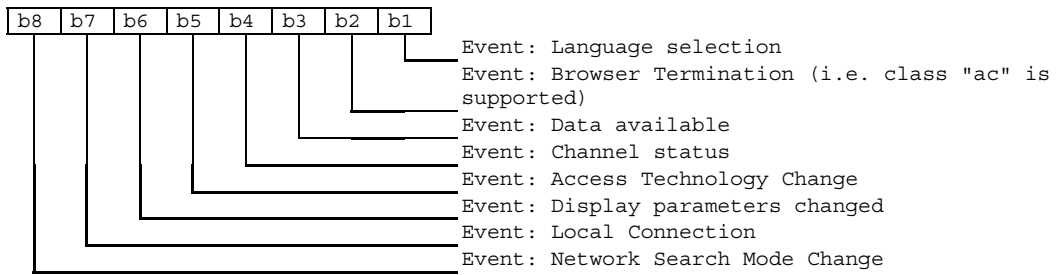 b8 b7 b6 b5 b4 b3 b2 b1
Event: Language selection
Event: Browser Termination (i.e. class "ac" is
supported)
Event: Data available
Event: Channel status
Event: Access Technology Change
Event: Display parameters changed
Event: Local Connection
Event: Network Search Mode Change